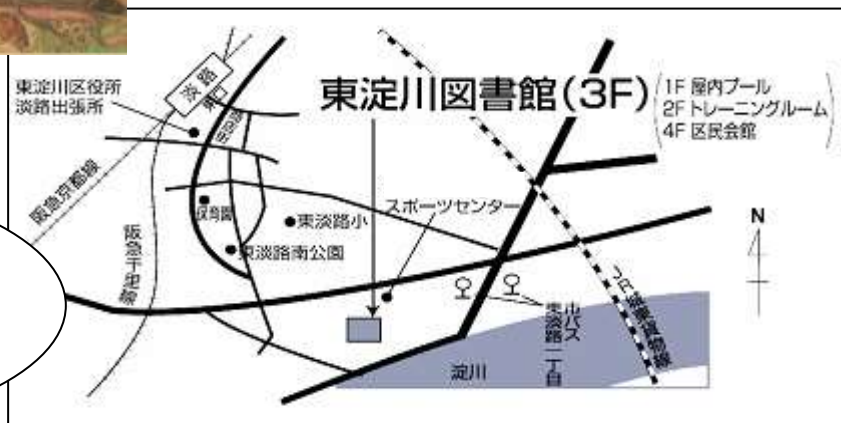 東淀川区役所
淡路出張所
淡路
東
東淀川図書館(3F)
1F 屋内プール
2F トレーニングルーム
4F 区民会館
阪急京都線
阪急千里線
保育園
東淡路小
東淡路南公園
スポーツセンター
市バス
東淡路一丁目
JR城東貨物線
淀川
N